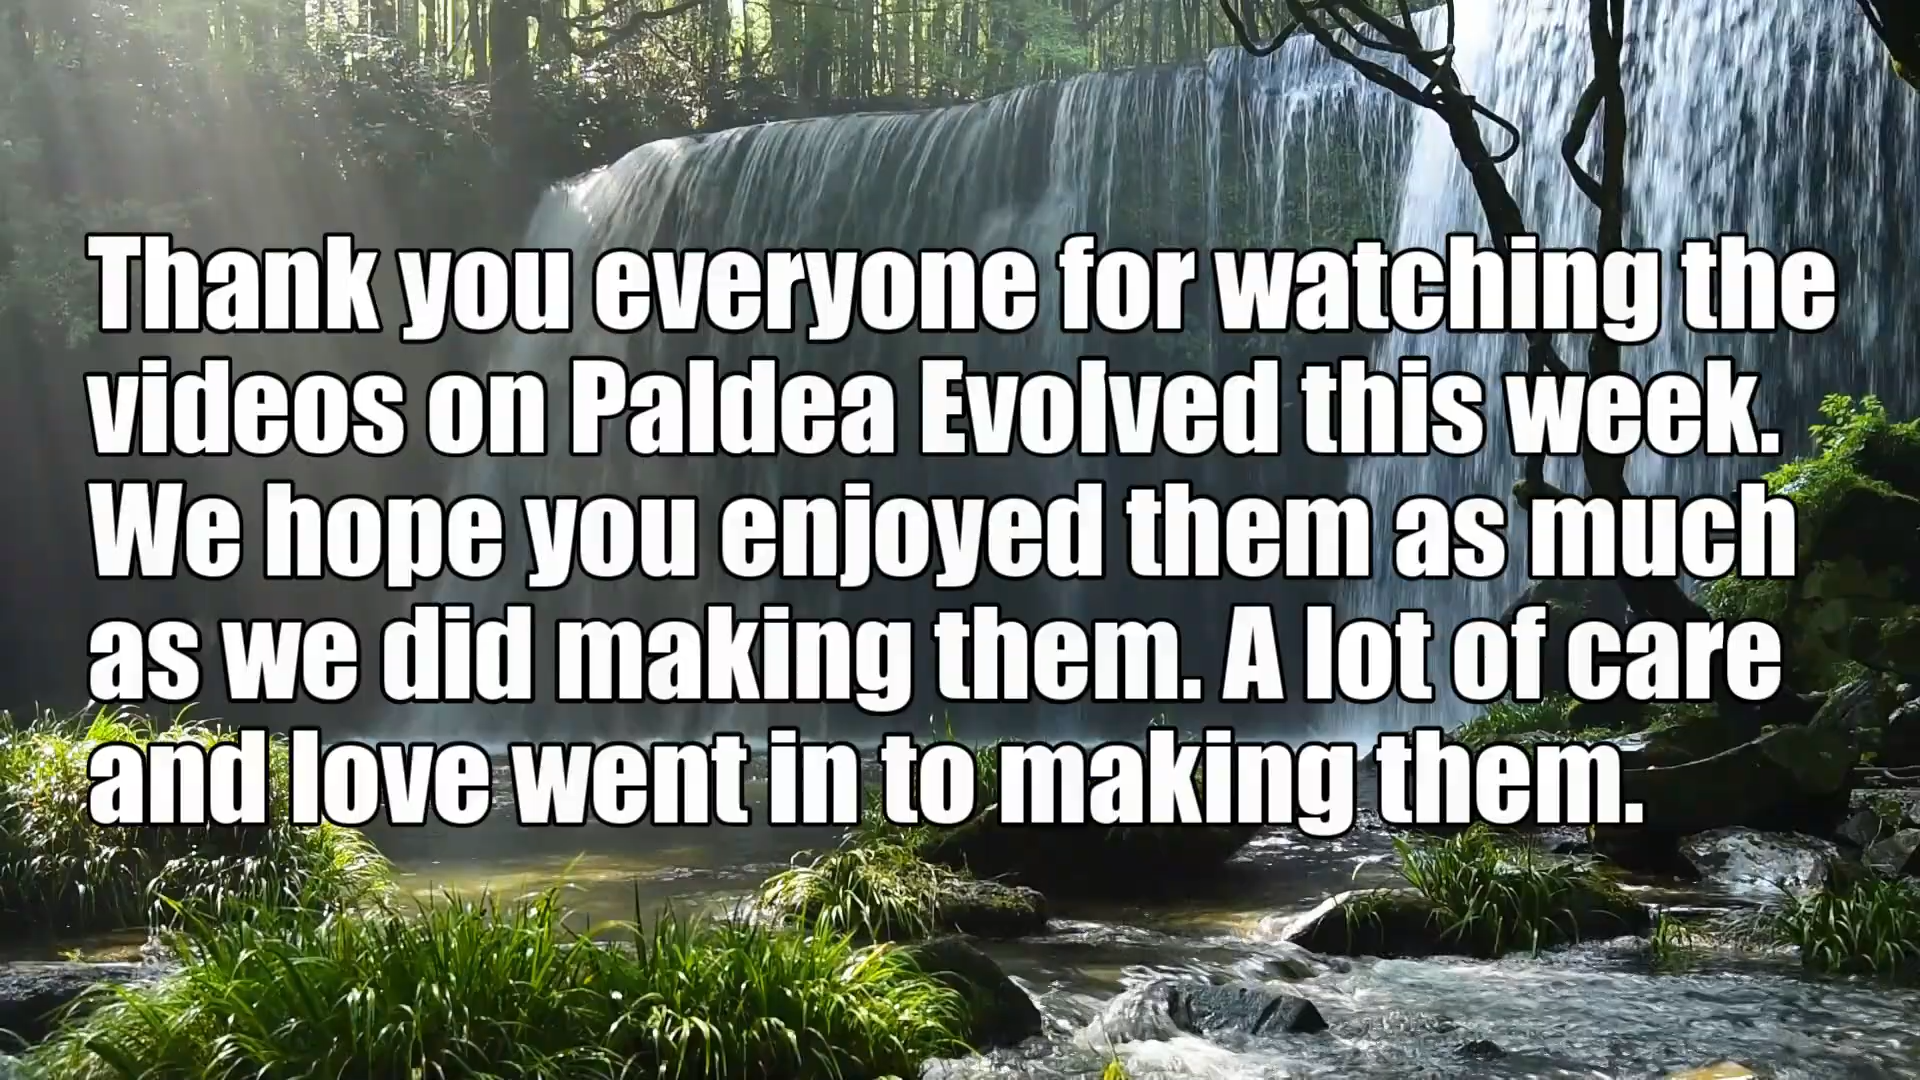 Thank you everyone for watching the
videos on Paldea Evolved this week.
We hope you enjoyed them as much
as we did making them. A lot of care
and love went in to making them.